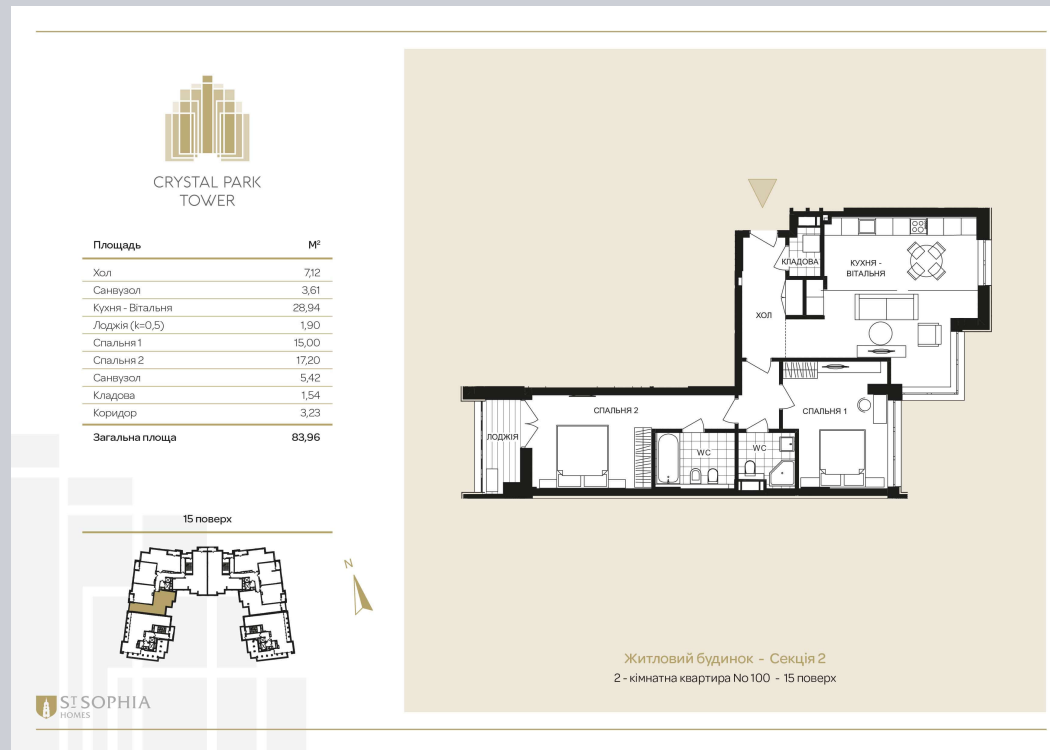 CRYSTAL PARK
TOWER
Площадь M²
Хол 7,12
Санвузол 3,61
Кухня - Вітальня 28,94
Лоджія (k=0,5) 1,90
Спальня 1 15,00
Спальня 2 17,20
Санвузол 5,42
Кладова 1,54
Коридор 3,23
Загальна площа 83,96
15 поверх
N
ST SOPHIA
HOMES
КЛАДОВА
КУХНЯ -
ВІТАЛЬНЯ
ХОЛ
СПАЛЬНЯ 2
СПАЛЬНЯ 1
ЛОДЖІЯ
WC
WC
Житловий будинок - Секція 2
2 - кімнатна квартира No 100 - 15 поверх